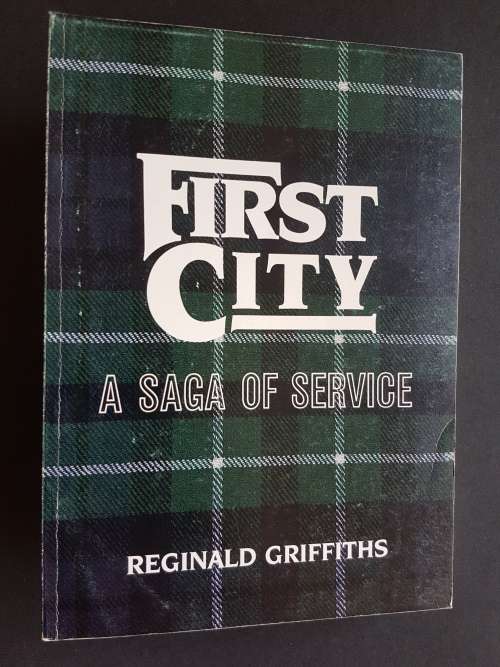 FIRST
CITY
A SAGA OF SERVICE
REGINALD GRIFFITHS